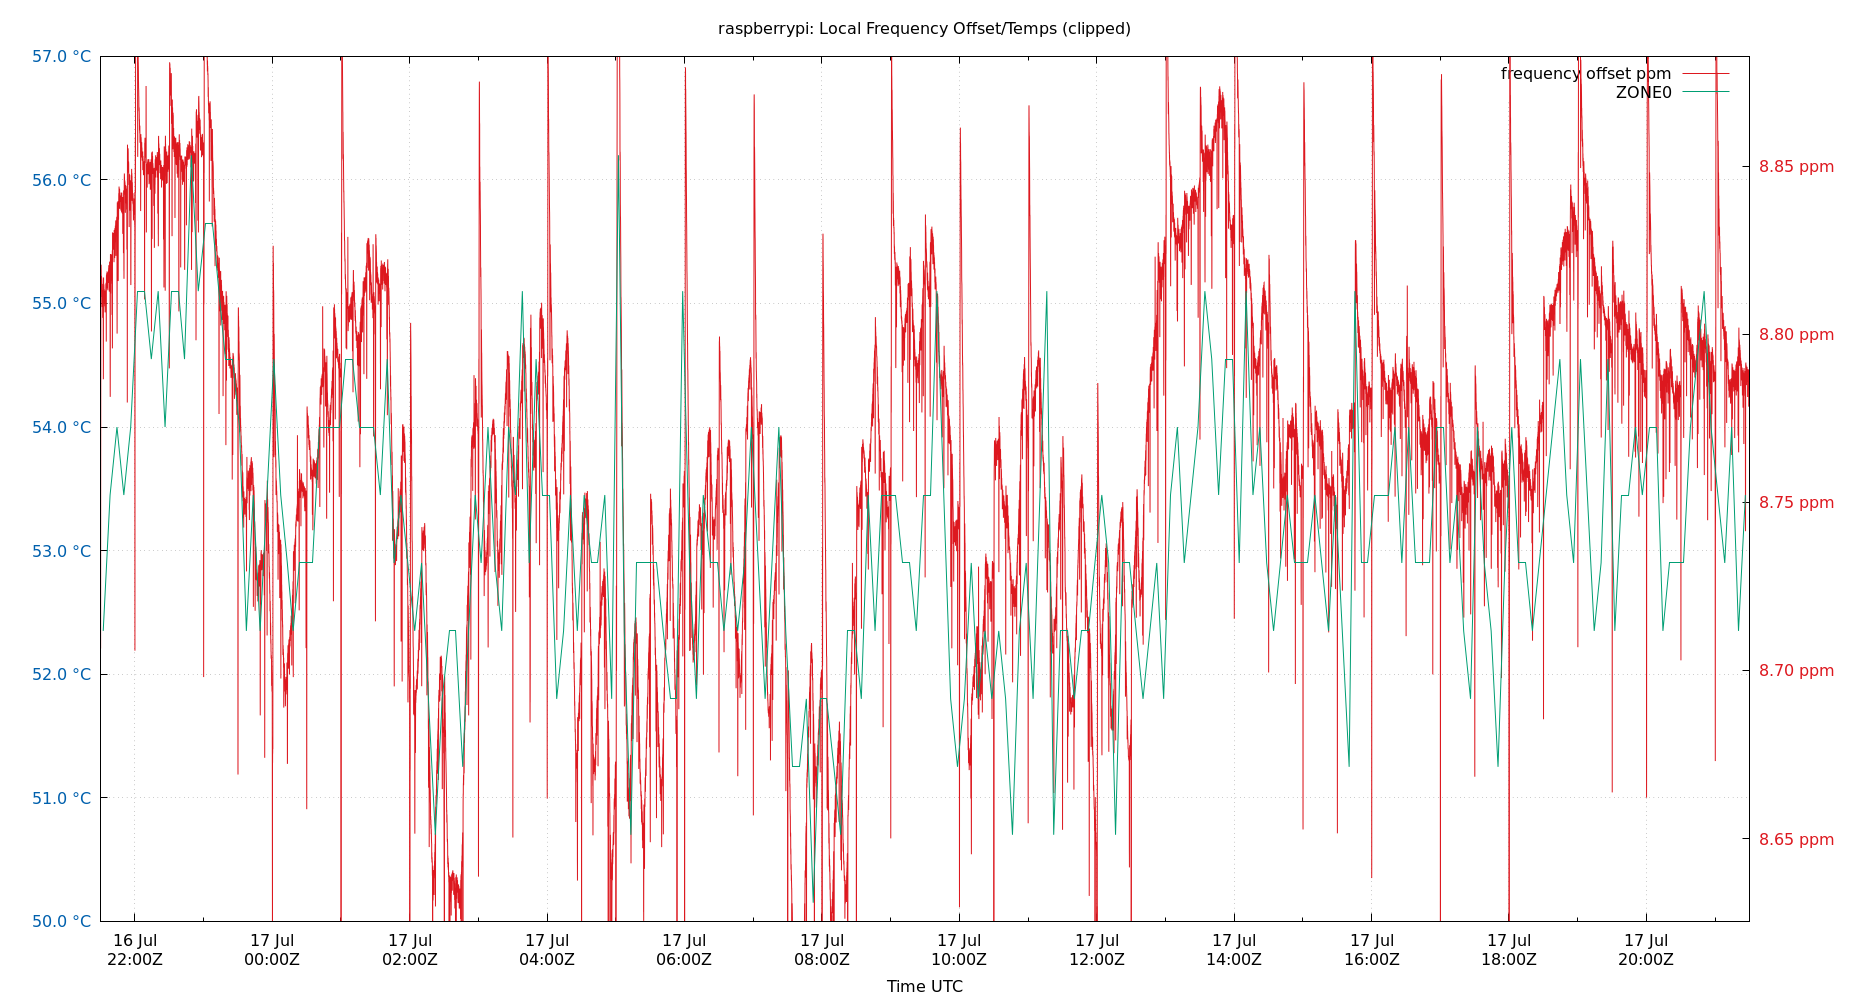 raspberrypi: Local Frequency Offset/Temps (clipped)
57.0 °C
56.0 °C
55.0 °C
54.0 °C
53.0 °C
52.0 °C
51.0 °C
50.0 °C
frequency offset ppm
ZONE0
8.85 ppm
8.80 ppm
8.75 ppm
8.70 ppm
8.65 ppm
16 Jul 17 Jul 17 Jul 17 Jul 17 Jul 17 Jul 17 Jul 17 Jul 17 Jul 17 Jul 17 Jul 17 Jul
22:00Z 00:00Z 02:00Z 04:00Z 06:00Z 08:00Z 10:00Z 12:00Z 14:00Z 16:00Z 18:00Z 20:00Z
Time UTC